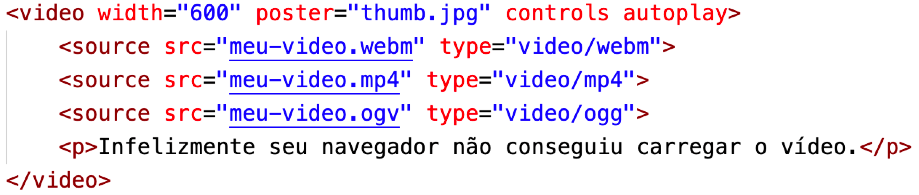 <video width="600" poster="thumb.jpg" controls autoplay>
    <source src="meu-video.webm" type="video/webm">
    <source src="meu-video.mp4" type="video/mp4">
    <source src="meu-video.ogv" type="video/ogg">
    <p>Infelizmente seu navegador não conseguiu carregar o vídeo.</p>
</video>